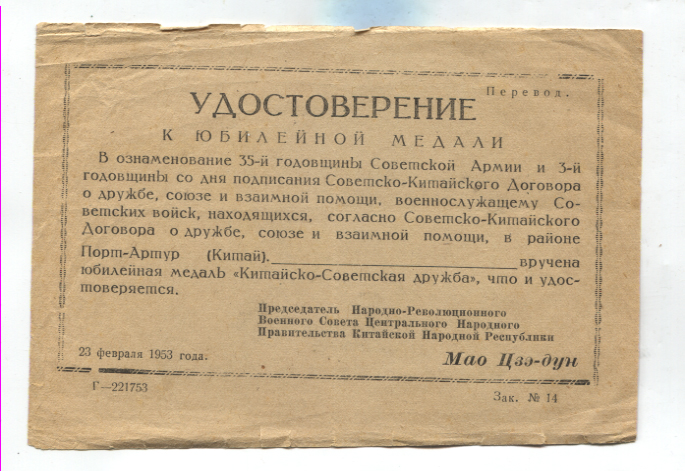 Перевод.
УДОСТОВЕРЕНИЕ
К ЮБИЛЕЙНОЙ МЕДАЛИ
В ознаменование 35-й годовщины Советской Армии и 3-й
годовщины со дня подписания Советско-Китайского Договора
о дружбе, союзе и взаимной помощи, военнослужащему Со-
ветских войск, находящихся, согласно Советско-Китайского
Договора о дружбе, союзе и взаимной помощи, в районе
Порт-Артур (Китай).____________________вручена
юбилейная медаль «Китайско-Советская дружба», что и удос-
товеряется.
Председатель Народно-Революционного
Военного Совета Центрального Народного
Правительства Китайской Народной Республики
23 февраля 1953 года.
Мао Цзэ-дун
Г—221753
Зак. № 14